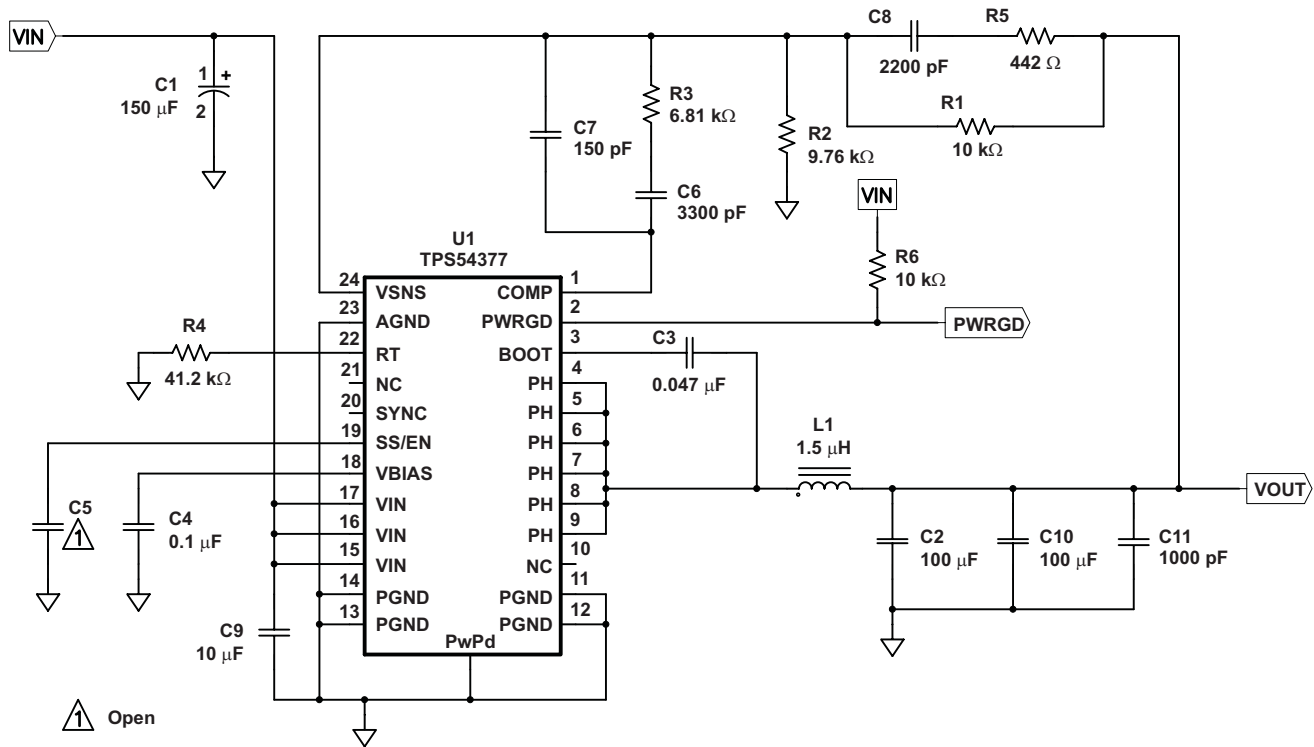 VIN
C1
150 μF
1
+
2
C7
150 pF
R3
6.81 kΩ
C6
3300 pF
R2
9.76 kΩ
C8
2200 pF
R5
442 Ω
R1
10 kΩ
VIN
R6
10 kΩ
PWRGD
U1
TPS54377
24 VSNS COMP 1
23 AGND PWRGD 2
22 RT BOOT 3
21 NC PH 4
20 SYNC PH 5
19 SS/EN PH 6
18 VBIAS PH 7
17 VIN PH 8
16 VIN PH 9
15 VIN NC 10
14 PGND PGND 11
13 PGND PGND 12
PwPd
R4
41.2 kΩ
C3
0.047 μF
L1
1.5 μH
VOUT
C5
1
C4
0.1 μF
C2
100 μF
C10
100 μF
C11
1000 pF
C9
10 μF
1 Open